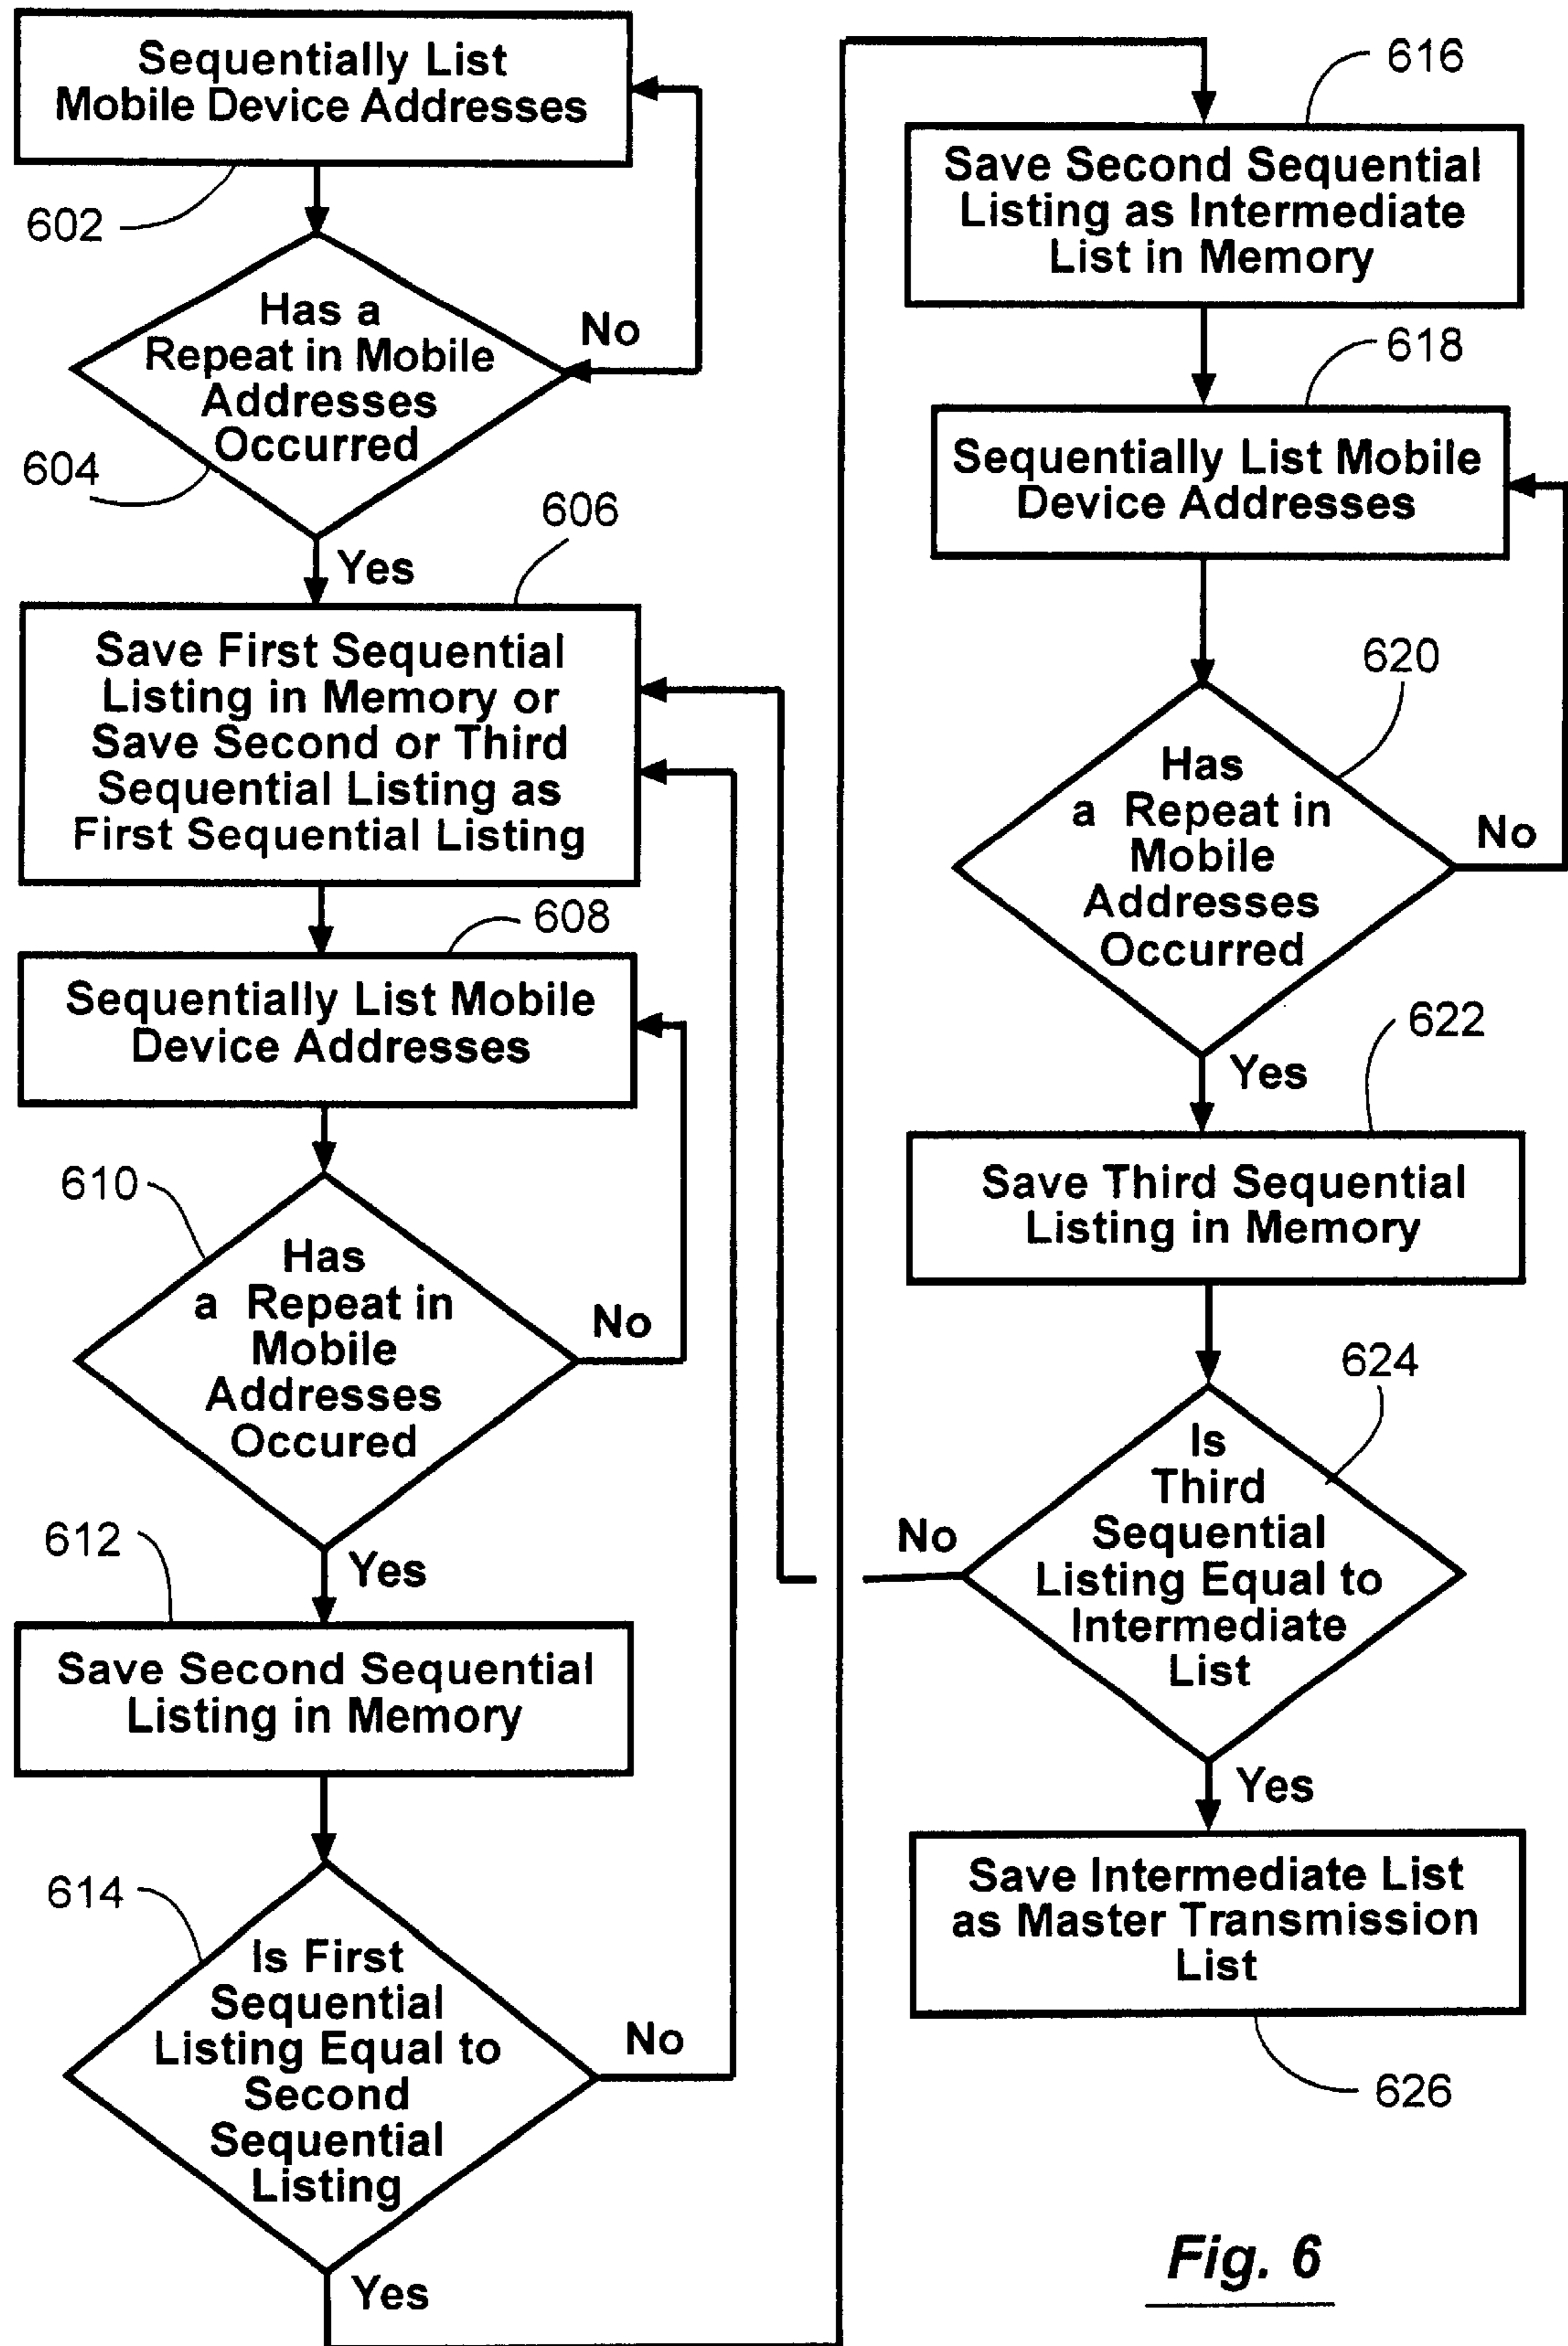 Sequentially List
Mobile Device Addresses
602
Has a
Repeat in Mobile
Addresses
Occurred
No
604
Yes
606
Save First Sequential
Listing in Memory or
Save Second or Third
Sequential Listing as
First Sequential Listing
608
Sequentially List Mobile
Device Addresses
610
Has
a Repeat in
Mobile
Addresses
Occured
No
Yes
612
Save Second Sequential
Listing in Memory
614
Is First
Sequential
Listing Equal to
Second
Sequential
Listing
No
Yes
616
Save Second Sequential
Listing as Intermediate
List in Memory
618
Sequentially List Mobile
Device Addresses
620
Has
a Repeat in
Mobile
Addresses
Occurred
No
Yes
622
Save Third Sequential
Listing in Memory
624
Is
Third
Sequential
Listing Equal to
Intermediate
List
No
Yes
Save Intermediate List
as Master Transmission
List
626
Fig. 6